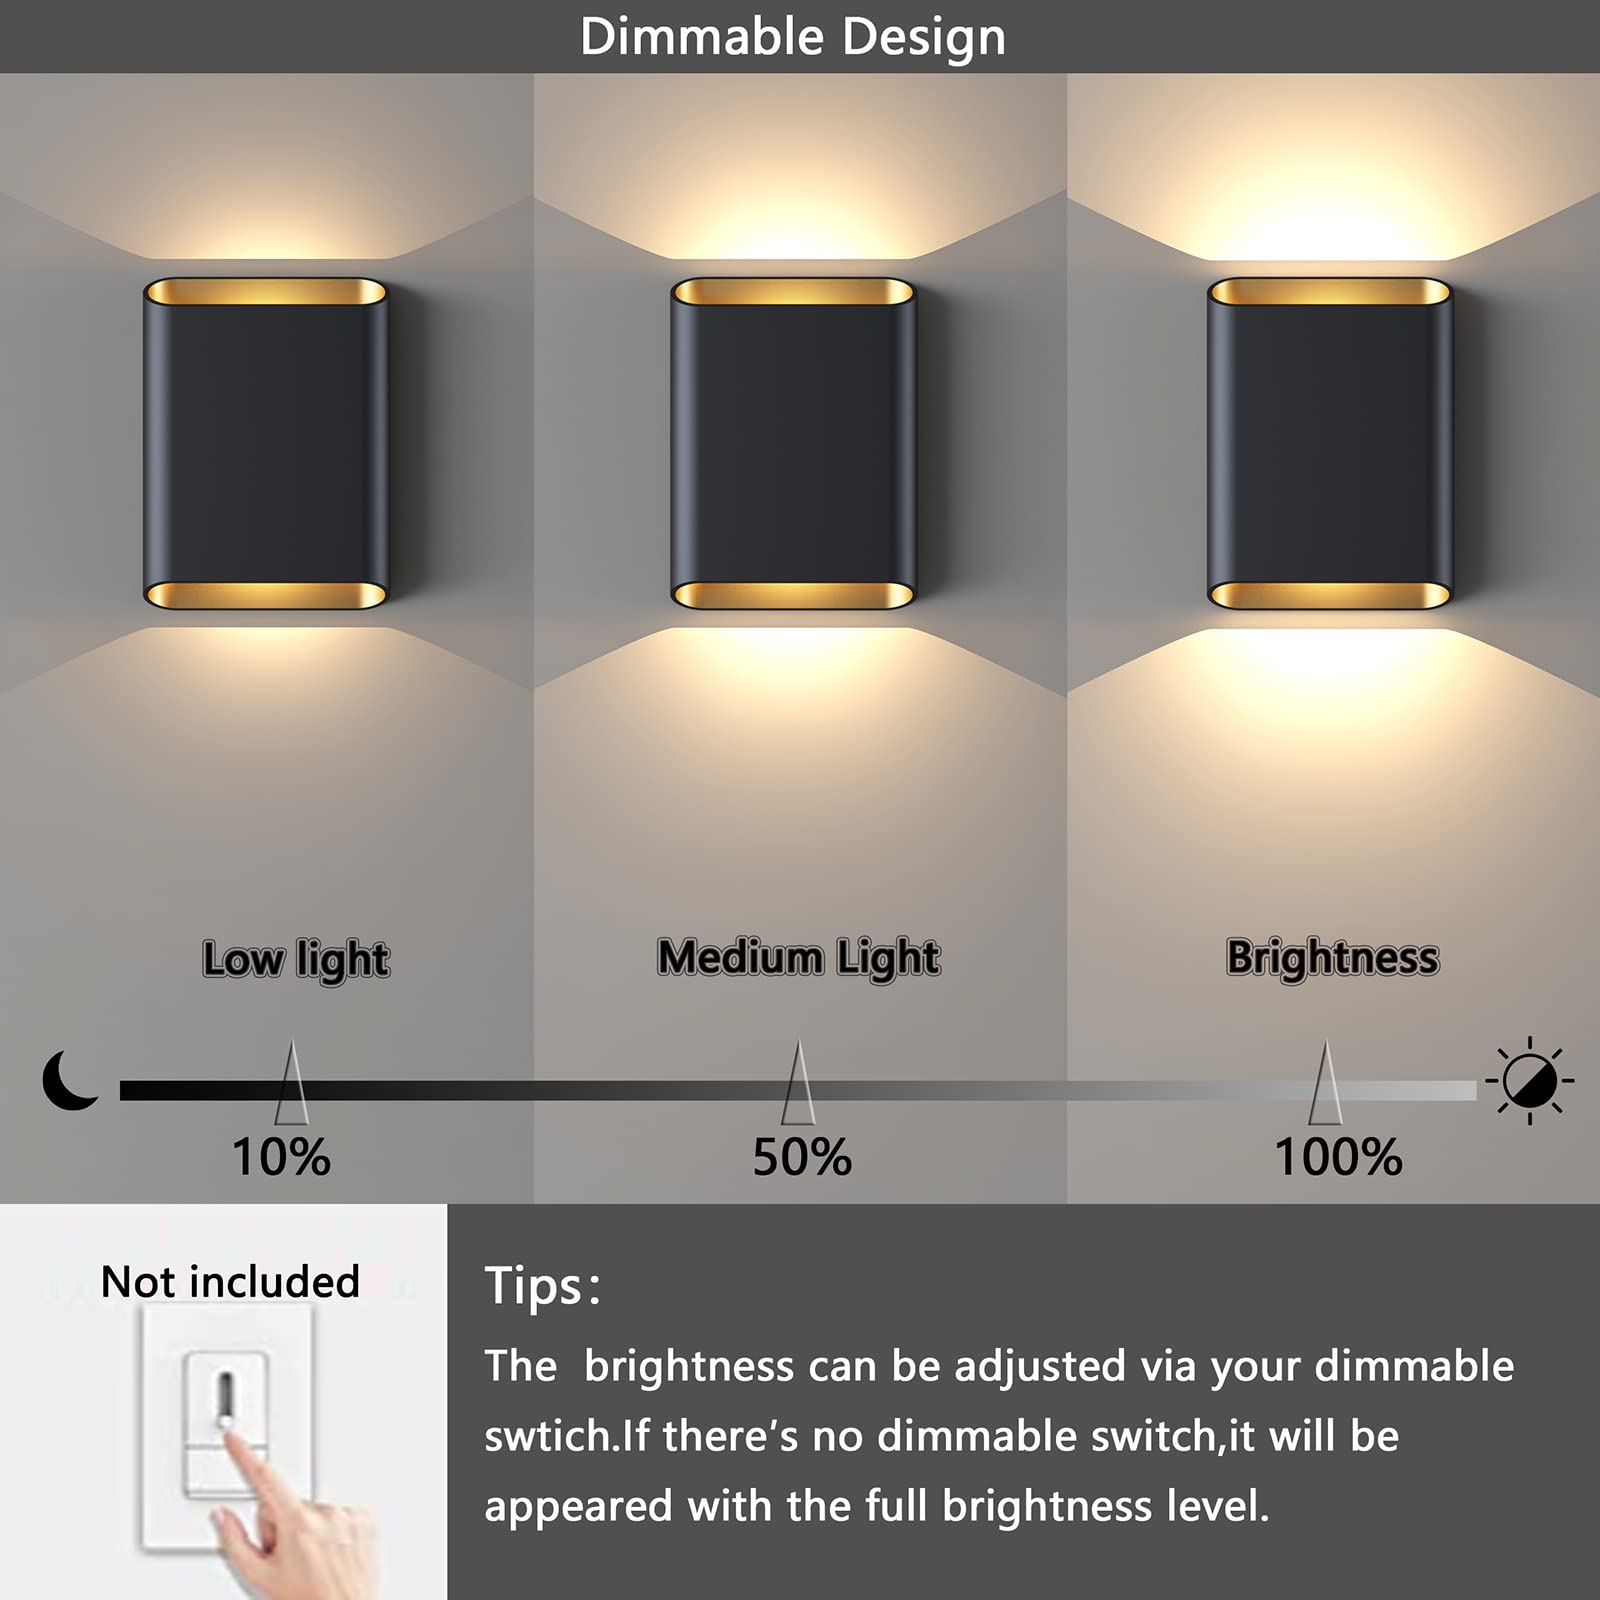 Dimmable Design
Low light
Medium Light
Brightness
10%
50%
100%
Not included
Tips:
The brightness can be adjusted via your dimmable
swtich.If there's no dimmable switch,it will be
appeared with the full brightness level.